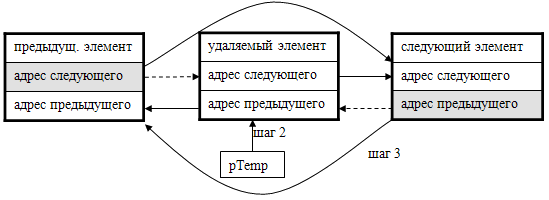 предыдущ. элемент
адрес следующего
адрес предыдущего
удаляемый элемент
адрес следующего
адрес предыдущего
следующий элемент
адрес следующего
адрес предыдущего
шаг 2
pTemp
шаг 3